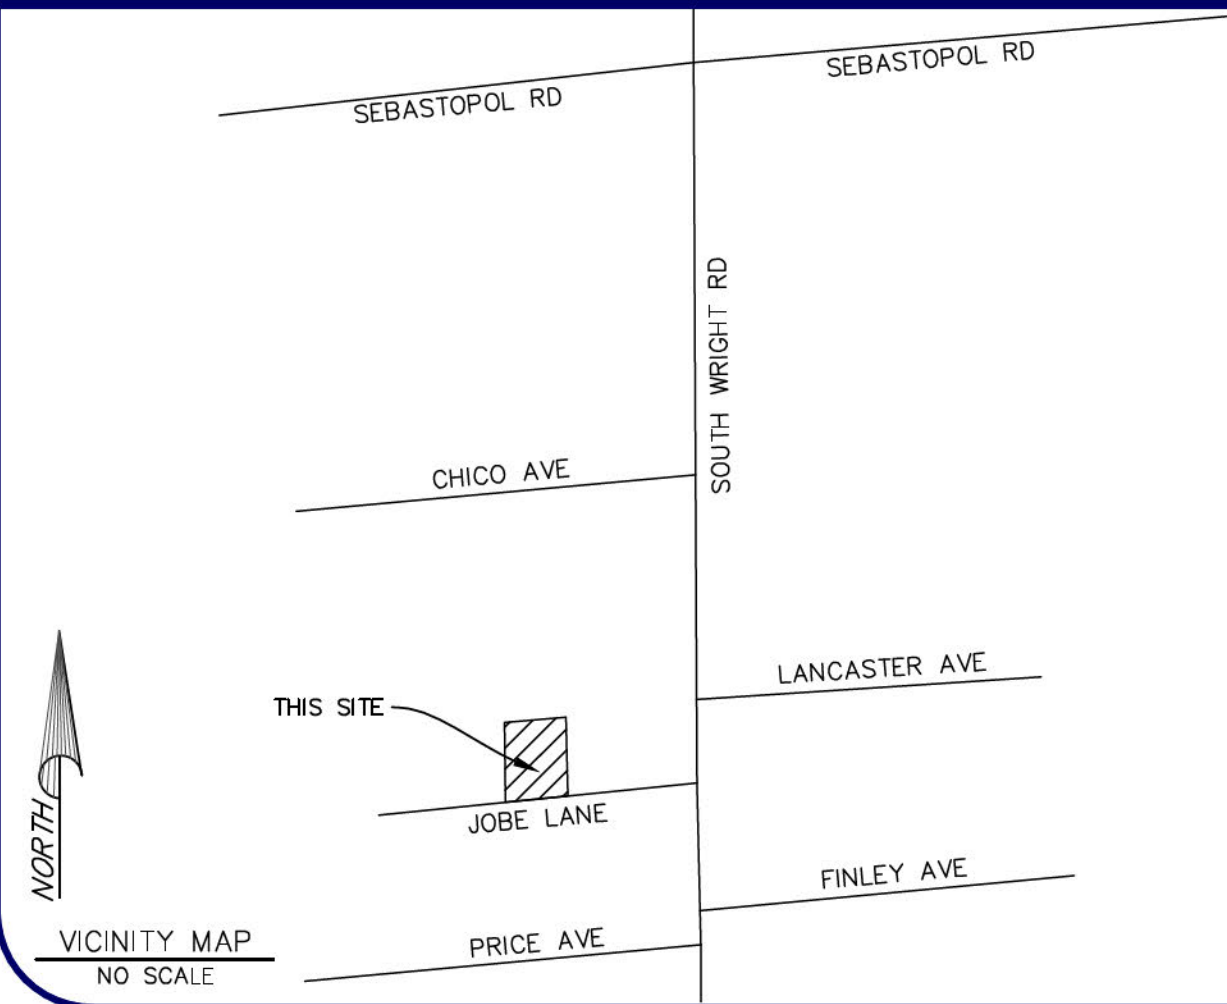 SEBASTOPOL RD
SEBASTOPOL RD
SOUTH WRIGHT RD
CHICO AVE
LANCASTER AVE
THIS SITE
JOBE LANE
FINLEY AVE
PRICE AVE
NORTH
VICINITY MAP
NO SCALE